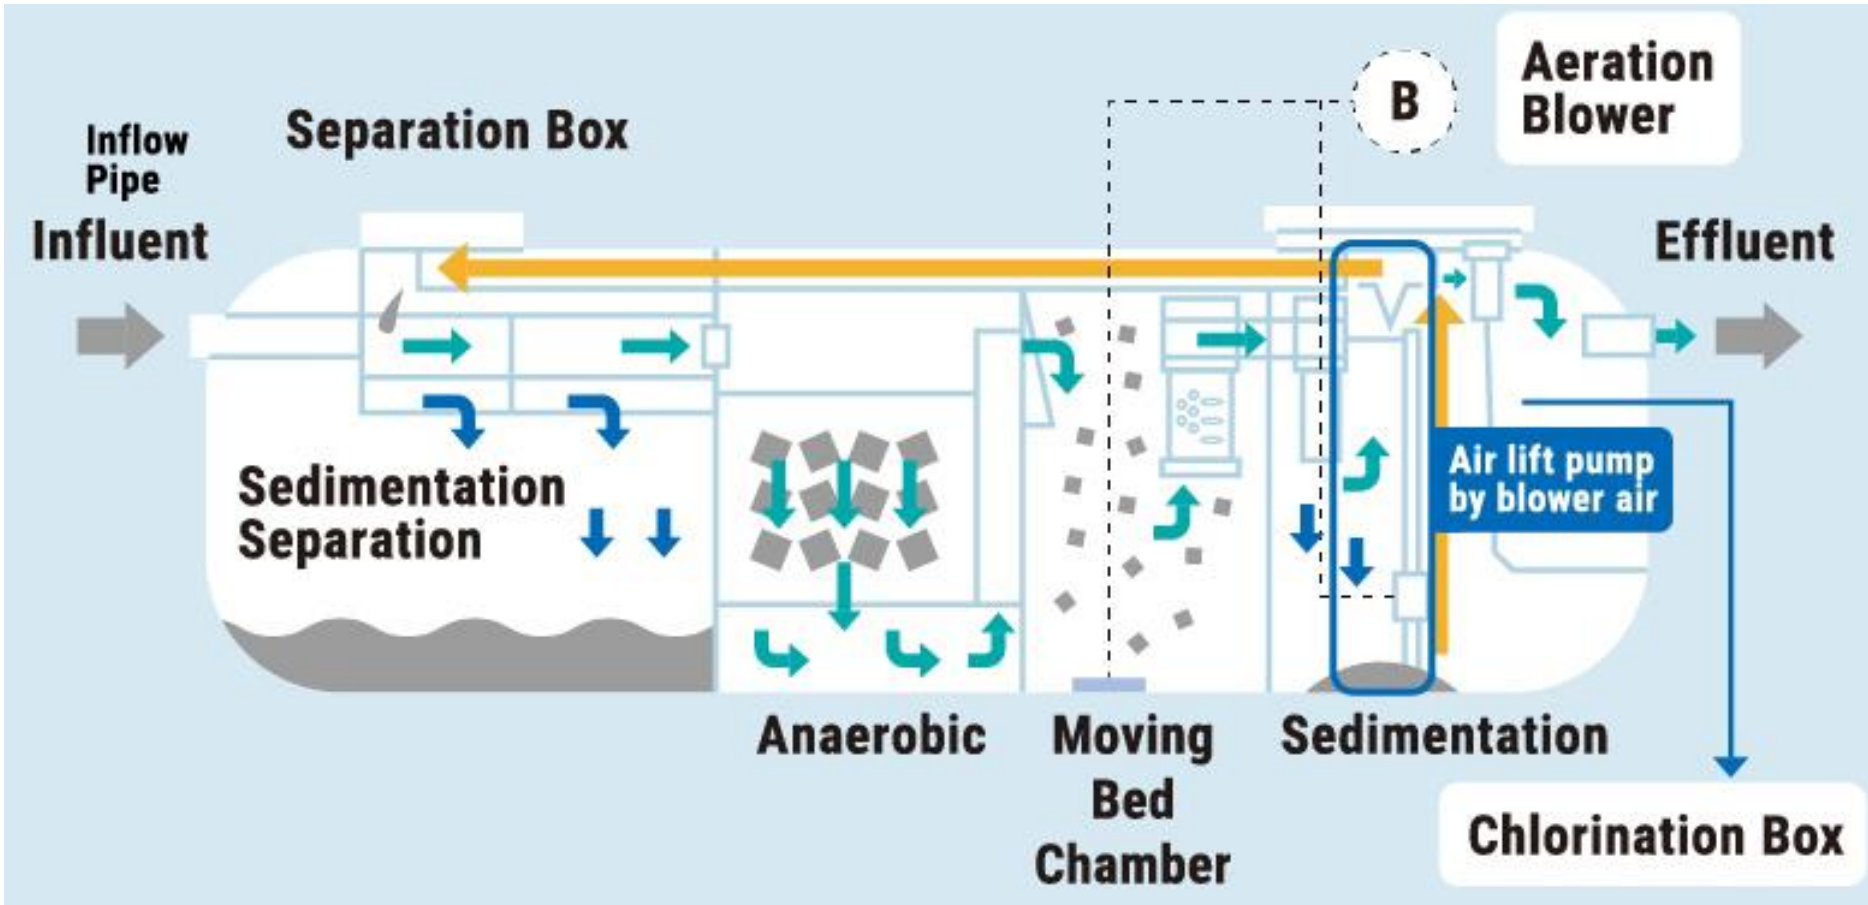 Inflow
Pipe
Influent
Separation Box
B
Aeration
Blower
Effluent
Sedimentation
Separation
Air lift pump
by blower air
Anaerobic
Moving
Bed
Chamber
Sedimentation
Chlorination Box